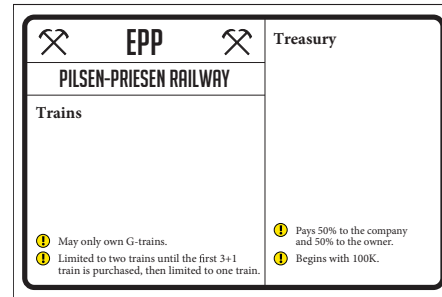 EPP
PILSEN-PRIESEN RAILWAY
Trains
! May only own G-trains.
! Limited to two trains until the first 3+1
train is purchased, then limited to one train.
Treasury
! Pays 50% to the company
and 50% to the owner.
! Begins with 100K.